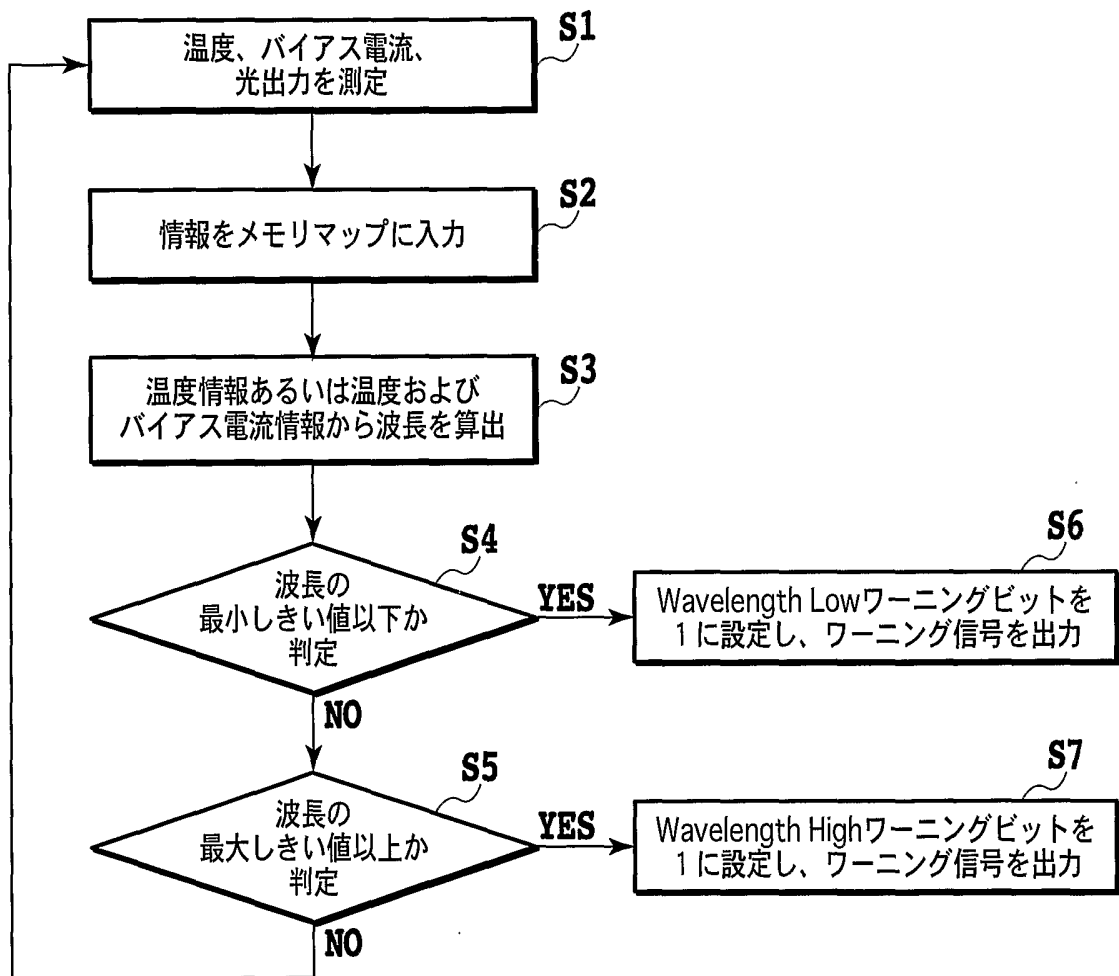 S1
温度、バイアス電流、
光出力を測定
S2
情報をメモリマップに入力
S3
温度情報あるいは温度および
バイアス電流情報から波長を算出
S4
波長の
最小しきい値以下か
判定
YES
NO
S6
Wavelength Lowワーニングビットを
1に設定し、ワーニング信号を出力
S5
波長の
最大しきい値以上か
判定
YES
NO
S7
Wavelength Highワーニングビットを
1に設定し、ワーニング信号を出力